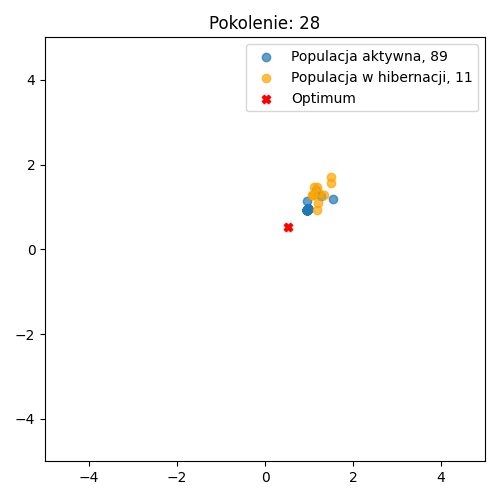 Pokolenie: 28
Populacja aktywna, 89
Populacja w hibernacji, 11
Optimum
4
2
0
−2
−4
−4
−2
0
2
4